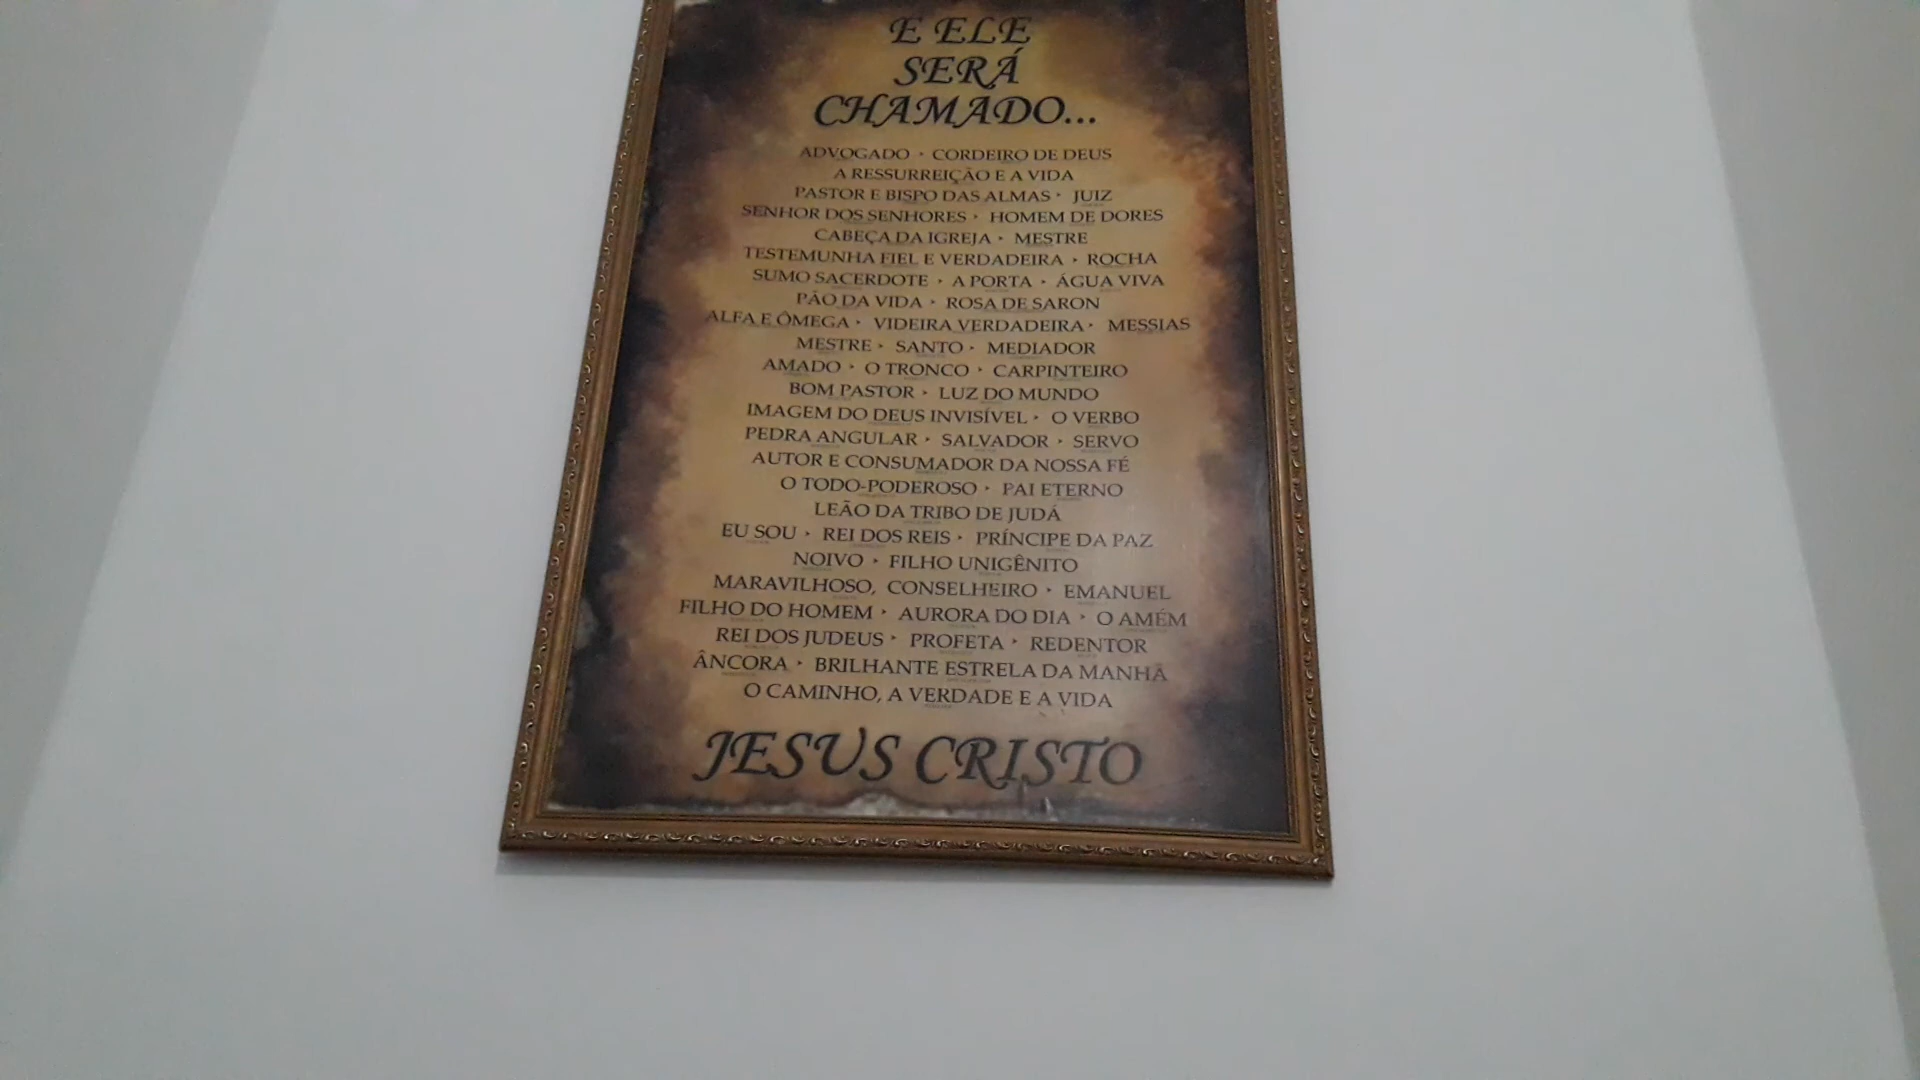 E ELE
SERÁ
CHAMADO...
ADVOGADO • CORDEIRO DE DEUS
A RESSURREIÇÃO E A VIDA
PASTOR E BISPO DAS ALMAS • JUIZ
SENHOR DOS SENHORES • HOMEM DE DORES
CABEÇA DA IGREJA • MESTRE
TESTEMUNHA FIEL E VERDADEIRA • ROCHA
SUMO SACERDOTE • A PORTA • ÁGUA VIVA
PÃO DA VIDA • ROSA DE SARON
ALFA E ÔMEGA • VIDEIRA VERDADEIRA • MESSIAS
MESTRE • SANTO • MEDIADOR
AMADO • O TRONCO • CARPINTEIRO
BOM PASTOR • LUZ DO MUNDO
IMAGEM DO DEUS INVISÍVEL • O VERBO
PEDRA ANGULAR • SALVADOR • SERVO
AUTOR E CONSUMADOR DA NOSSA FÉ
O TODO-PODEROSO • PAI ETERNO
LEÃO DA TRIBO DE JUDÁ
EU SOU • REI DOS REIS • PRÍNCIPE DA PAZ
NOIVO • FILHO UNIGÊNITO
MARAVILHOSO, CONSELHEIRO • EMANUEL
FILHO DO HOMEM • AURORA DO DIA • O AMÉM
REI DOS JUDEUS • PROFETA • REDENTOR
ÂNCORA • BRILHANTE ESTRELA DA MANHÃ
O CAMINHO, A VERDADE E A VIDA
JESUS CRISTO